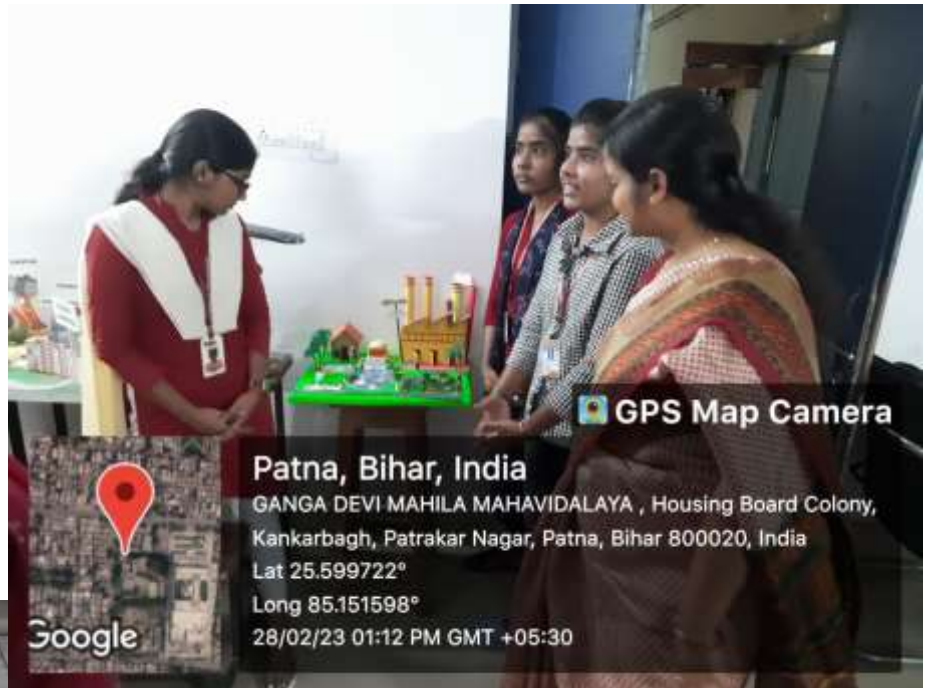 GPS Map Camera
Patna, Bihar, India
GANGA DEVI MAHILA MAHAVIDALAYA , Housing Board Colony,
Kankarbagh, Patrakar Nagar, Patna, Bihar 800020, India
Lat 25.599722°
Long 85.151598°
28/02/23 01:12 PM GMT +05:30
Google